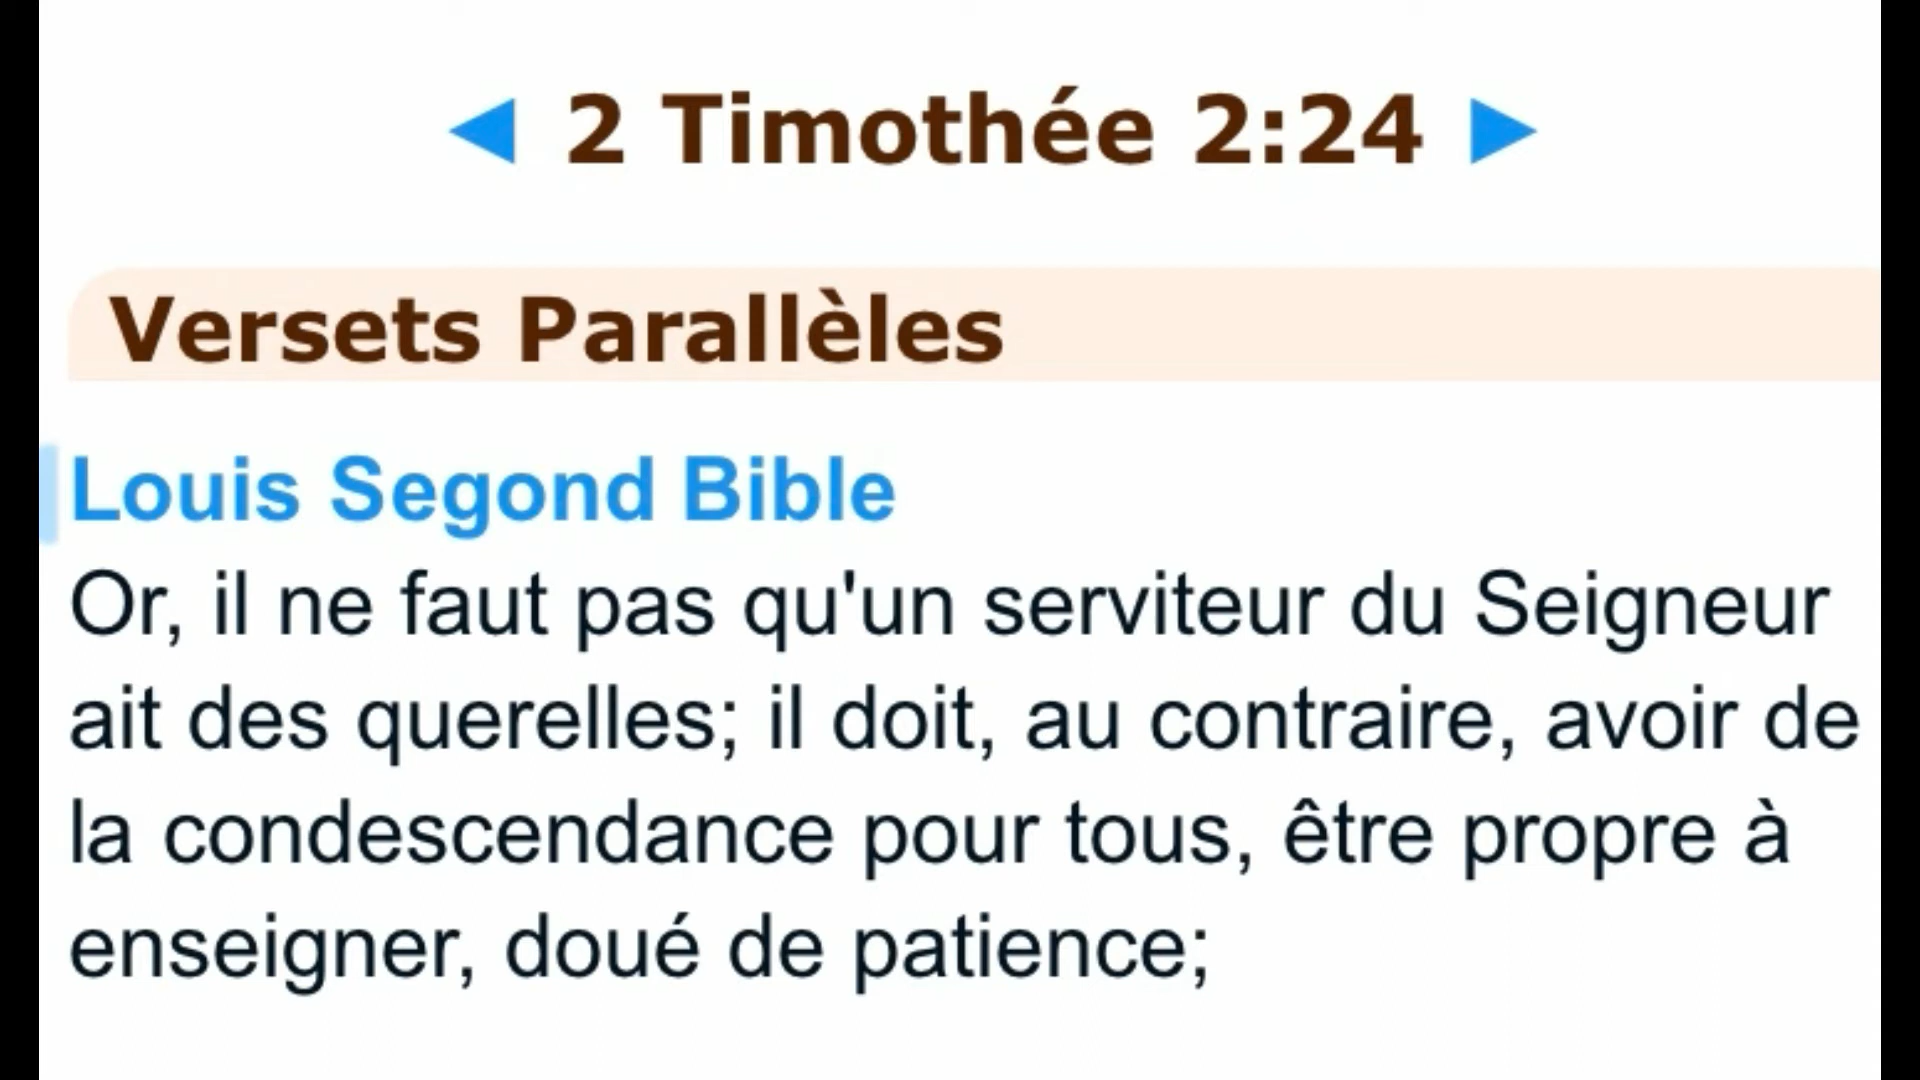 2 Timothée 2:24
Versets Parallèles
Louis Segond Bible
Or, il ne faut pas qu'un serviteur du Seigneur
ait des querelles; il doit, au contraire, avoir de
la condescendance pour tous, être propre à
enseigner, doué de patience;